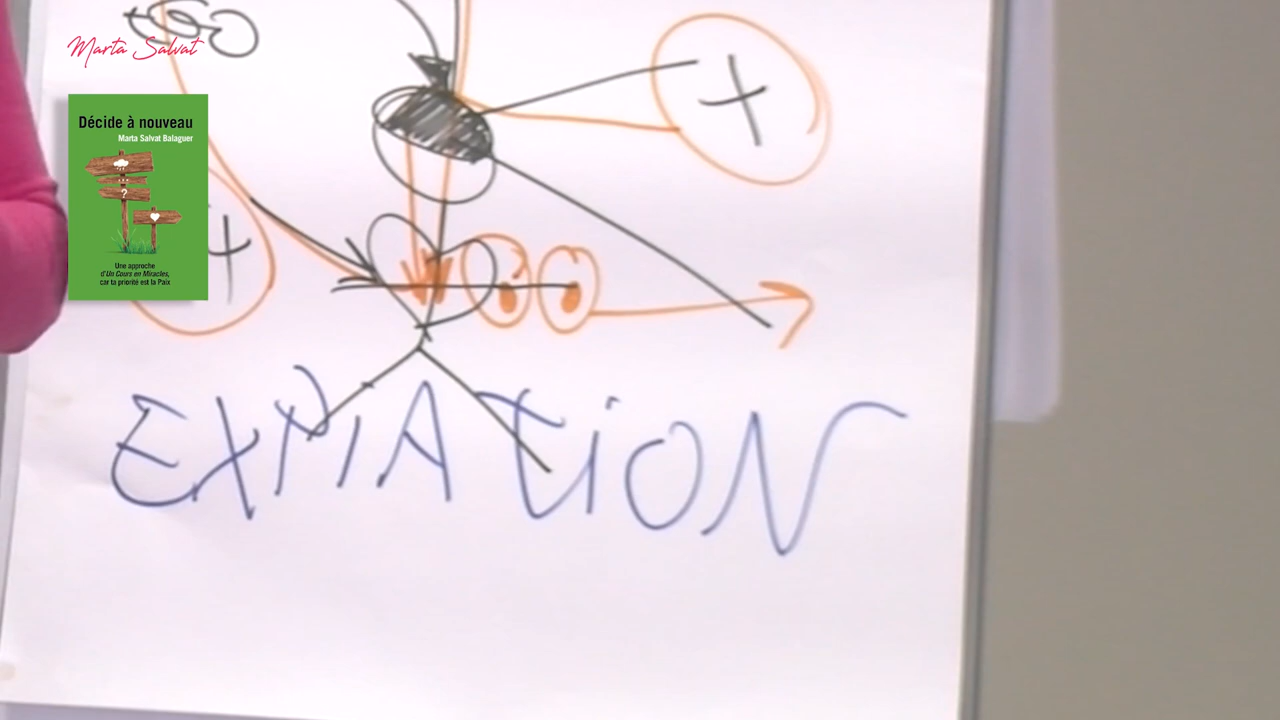 Marta Salvat
Décide à nouveau
Marta Salvat Balaguer
?
Une approche
d'Un Cours en Miracles,
car ta priorité est la Paix
+
+
EXPIATION